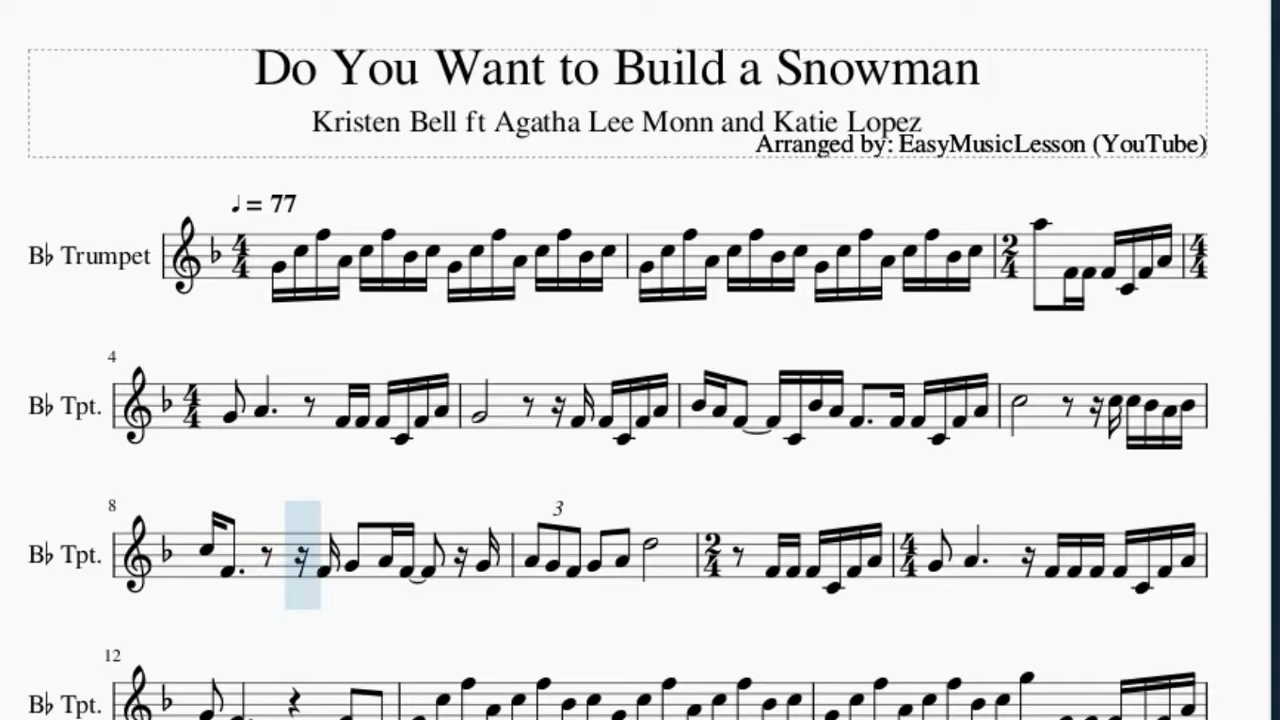 Do You Want to Build a Snowman
Kristen Bell ft Agatha Lee Monn and Katie Lopez
Arranged by: EasyMusicLesson (YouTube)
♩ = 77
B♭ Trumpet
4
4
2
4
4
4
4
B♭ Tpt.
4
4
8
B♭ Tpt.
3
2
4
4
4
12
B♭ Tpt.